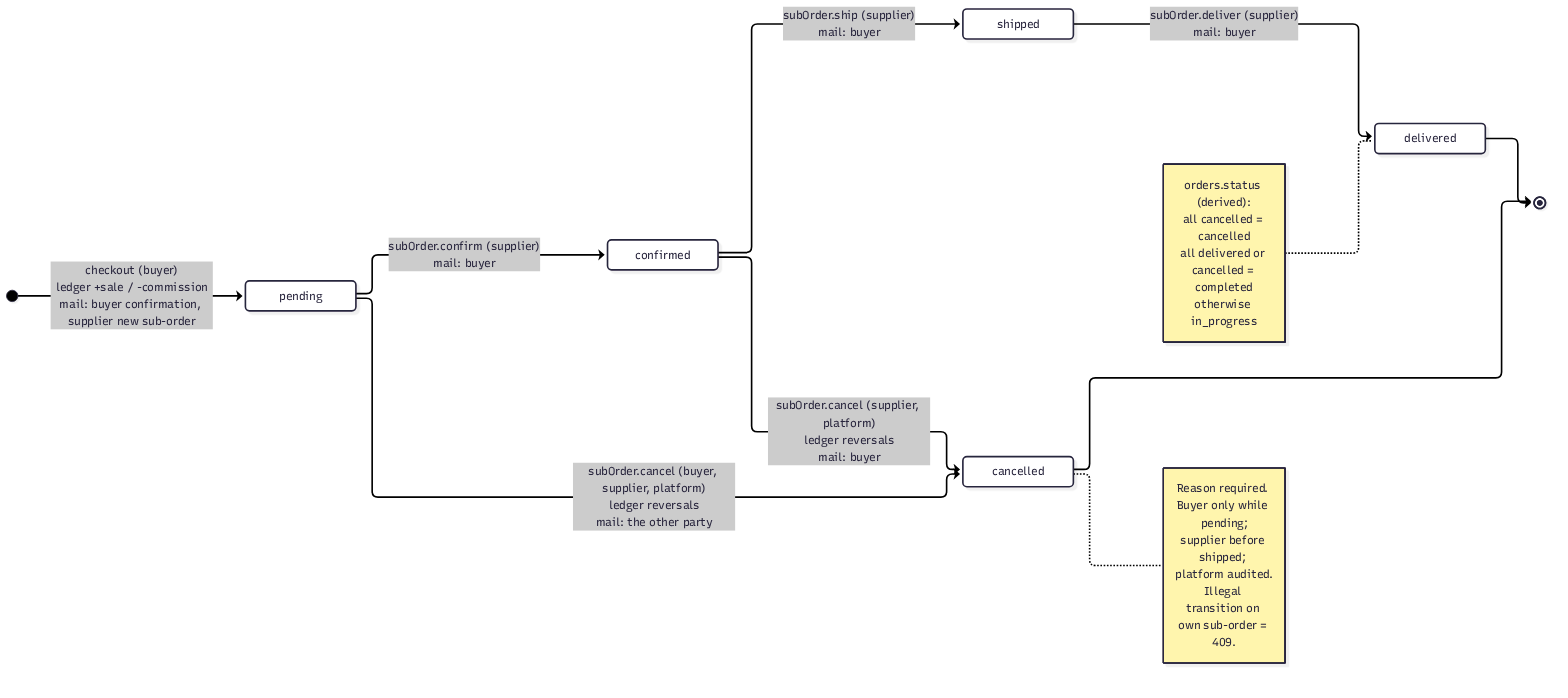 subOrder.ship (supplier)
mail: buyer
shipped
subOrder.deliver (supplier)
mail: buyer
delivered
orders.status
(derived):
all cancelled =
cancelled
all delivered or
cancelled =
completed
otherwise
in_progress
subOrder.confirm (supplier)
mail: buyer
confirmed
checkout (buyer)
ledger +sale / -commission
mail: buyer confirmation,
supplier new sub-order
pending
subOrder.cancel (supplier,
platform)
ledger reversals
mail: buyer
subOrder.cancel (buyer,
supplier, platform)
ledger reversals
mail: the other party
cancelled
Reason required.
Buyer only while
pending;
supplier before
shipped;
platform audited.
Illegal
transition on
own sub-order =
409.